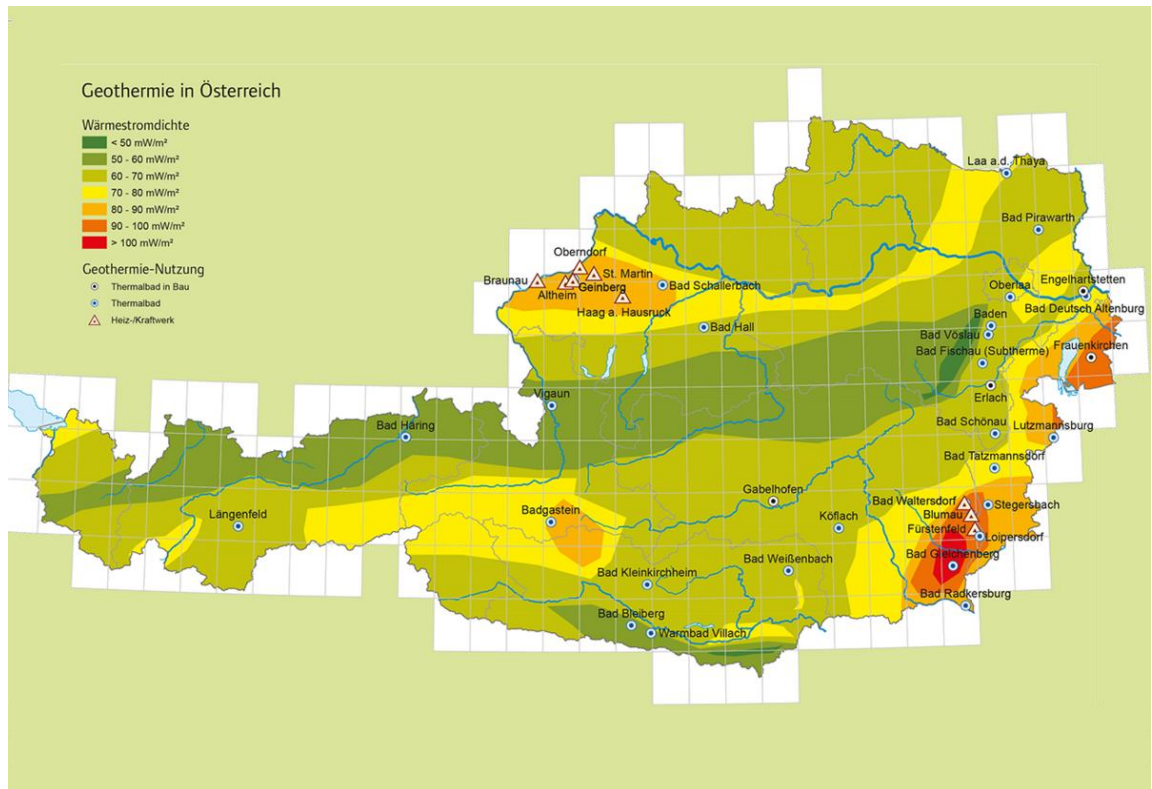 Geothermie in Österreich
Wärmestromdichte
< 50 mW/m²
50 - 60 mW/m²
60 - 70 mW/m²
70 - 80 mW/m²
80 - 90 mW/m²
90 - 100 mW/m²
> 100 mW/m²
Geothermie-Nutzung
Thermalbad in Bau
Thermalbad
Heiz-/Kraftwerk
Laa a.d. Thaya
Bad Pirawarth
Oberndorf
St. Martin
Braunau
Geinberg
Altheim
Haag a. Hausruck
Bad Schallerbach
Bad Hall
Engelhartstetten
Oberlaa
Bad Deutsch Altenburg
Baden
Bad Vöslau
Frauenkirchen
Bad Fischau (Subtherme)
Erlach
Vigaun
Bad Häring
Lutzmannsburg
Bad Schönau
Bad Tatzmannsdorf
Gabelhofen
Bad Waltersdorf
Stegersbach
Blumau
Längenfeld
Badgastein
Köflach
Fürstenfeld
Loipersdorf
Bad Gleichenberg
Bad Weißenbach
Bad Kleinkirchheim
Bad Radkersburg
Bad Bleiberg
Warmbad Villach